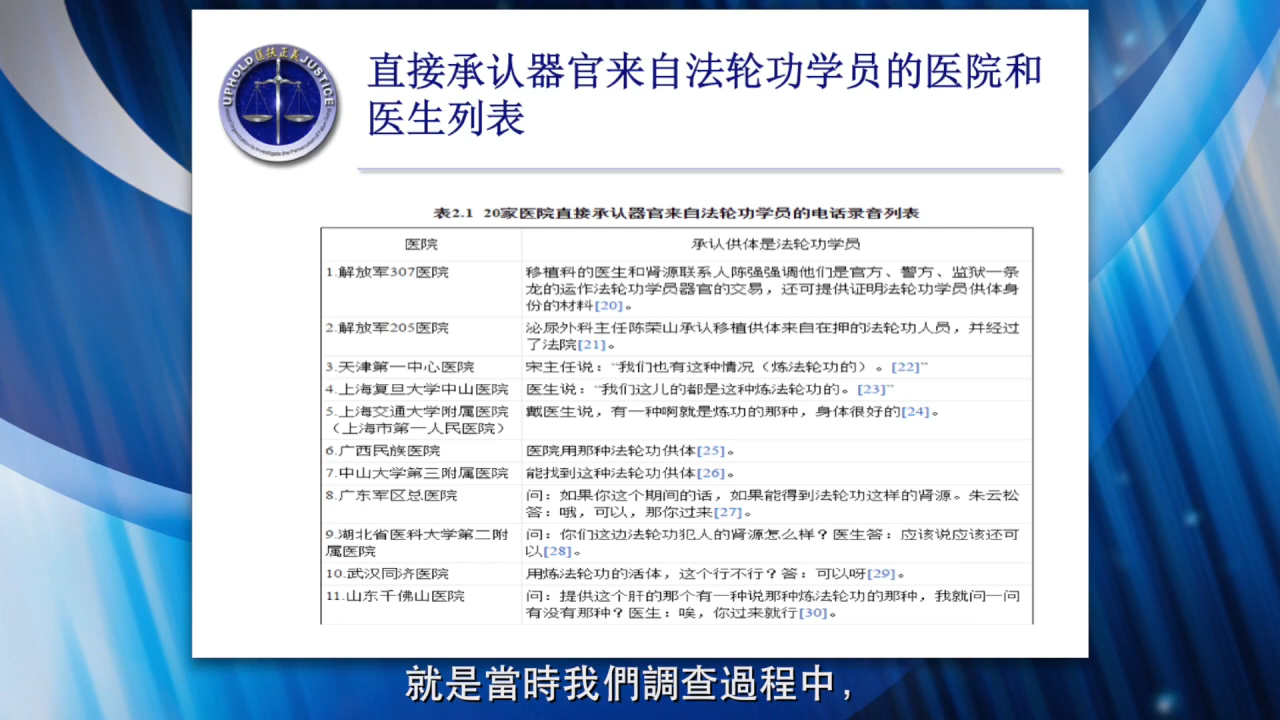 医扶正義
UPHOLD JUSTICE
直接承认器官来自法轮功学员的医院和
医生列表
表2.1 20家医院直接承认器官来自法轮功学员的电话录音列表
医院
承认供体是法轮功学员
1.解放军307医院
移植科的医生和肾源联系人陈强强调他们是官方、警方、监狱一条
龙的运作法轮功学员器官的交易，还可提供证明法轮功学员供体身
份的材料[20]。
2.解放军205医院
泌尿外科主任陈荣山承认移植供体来自在押的法轮功人员，并经过
了法院[21]。
3.天津第一中心医院
宋主任说："我们也有这种情况（炼法轮功的）。[22]"
4.上海复旦大学中山医院
医生说："我们这儿的都是这种炼法轮功的。[23]"
5.上海交通大学附属医院
（上海市第一人民医院）
戴医生说，有一种啊就是炼功的那种，身体很好的[24]。
6.广西民族医院
医院用那种法轮功供体[25]。
7.中山大学第三附属医院
能找到这种法轮功供体[26]。
8.广东军区总医院
问：如果你这个期间的话，如果能得到法轮功这样的肾源。朱云松
答：哦，可以，那你过来[27]。
9.湖北省医科大学第二附
属医院
问：你们这边法轮功犯人的肾源怎么样？医生答：应该说应该还可
以[28]。
10.武汉同济医院
用炼法轮功的活体，这个行不行？答：可以呀[29]。
11.山东千佛山医院
问：提供这个肝的那个有一种说那种炼法轮功的那种，我就问一问
有没有那种？医生：唉，你过来就行[30]。
就是當時我們調查過程中，